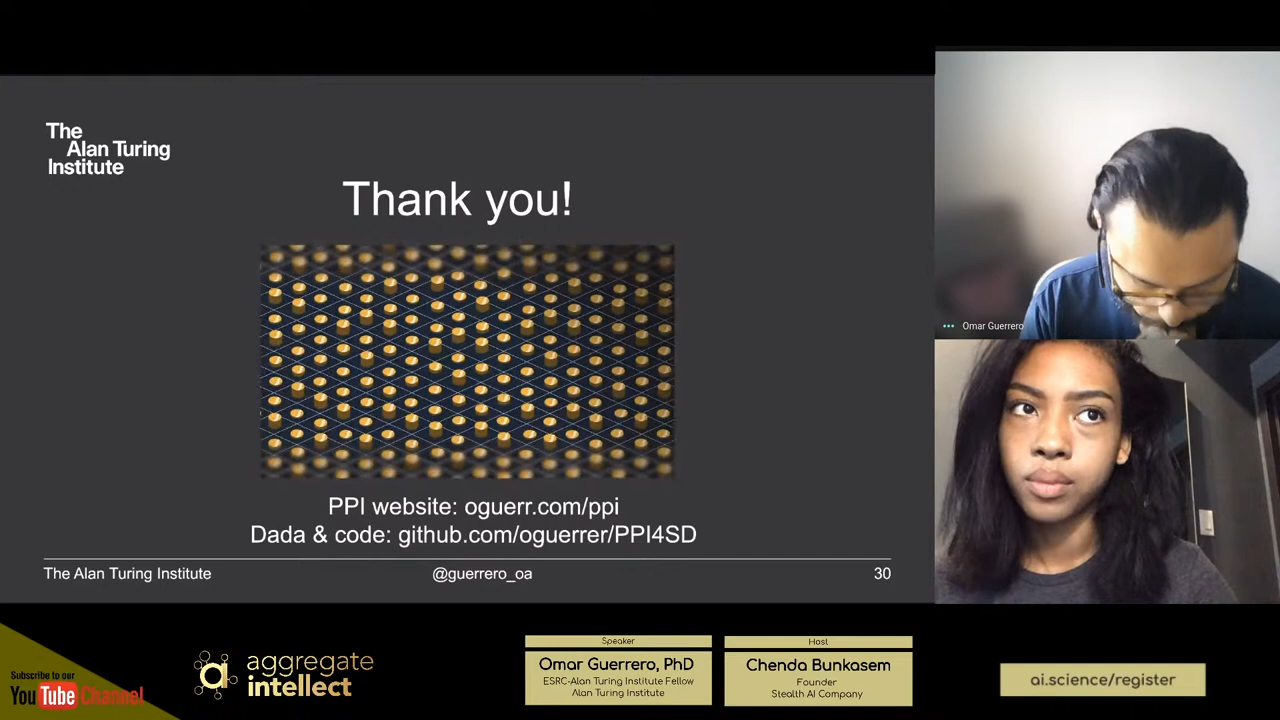 The
Alan Turing
Institute
Thank you!
PPI website: oguerr.com/ppi
Dada & code: github.com/oguerrer/PPI4SD
The Alan Turing Institute
@guerrero_oa
30
Omar Guerrero
Subscribe to our
YouTube Channel
a
aggregate
intellect
Speaker
Omar Guerrero, PhD
ESRC-Alan Turing Institute Fellow
Alan Turing Institute
Host
Chenda Bunkasem
Founder
Stealth AI Company
ai.science/register